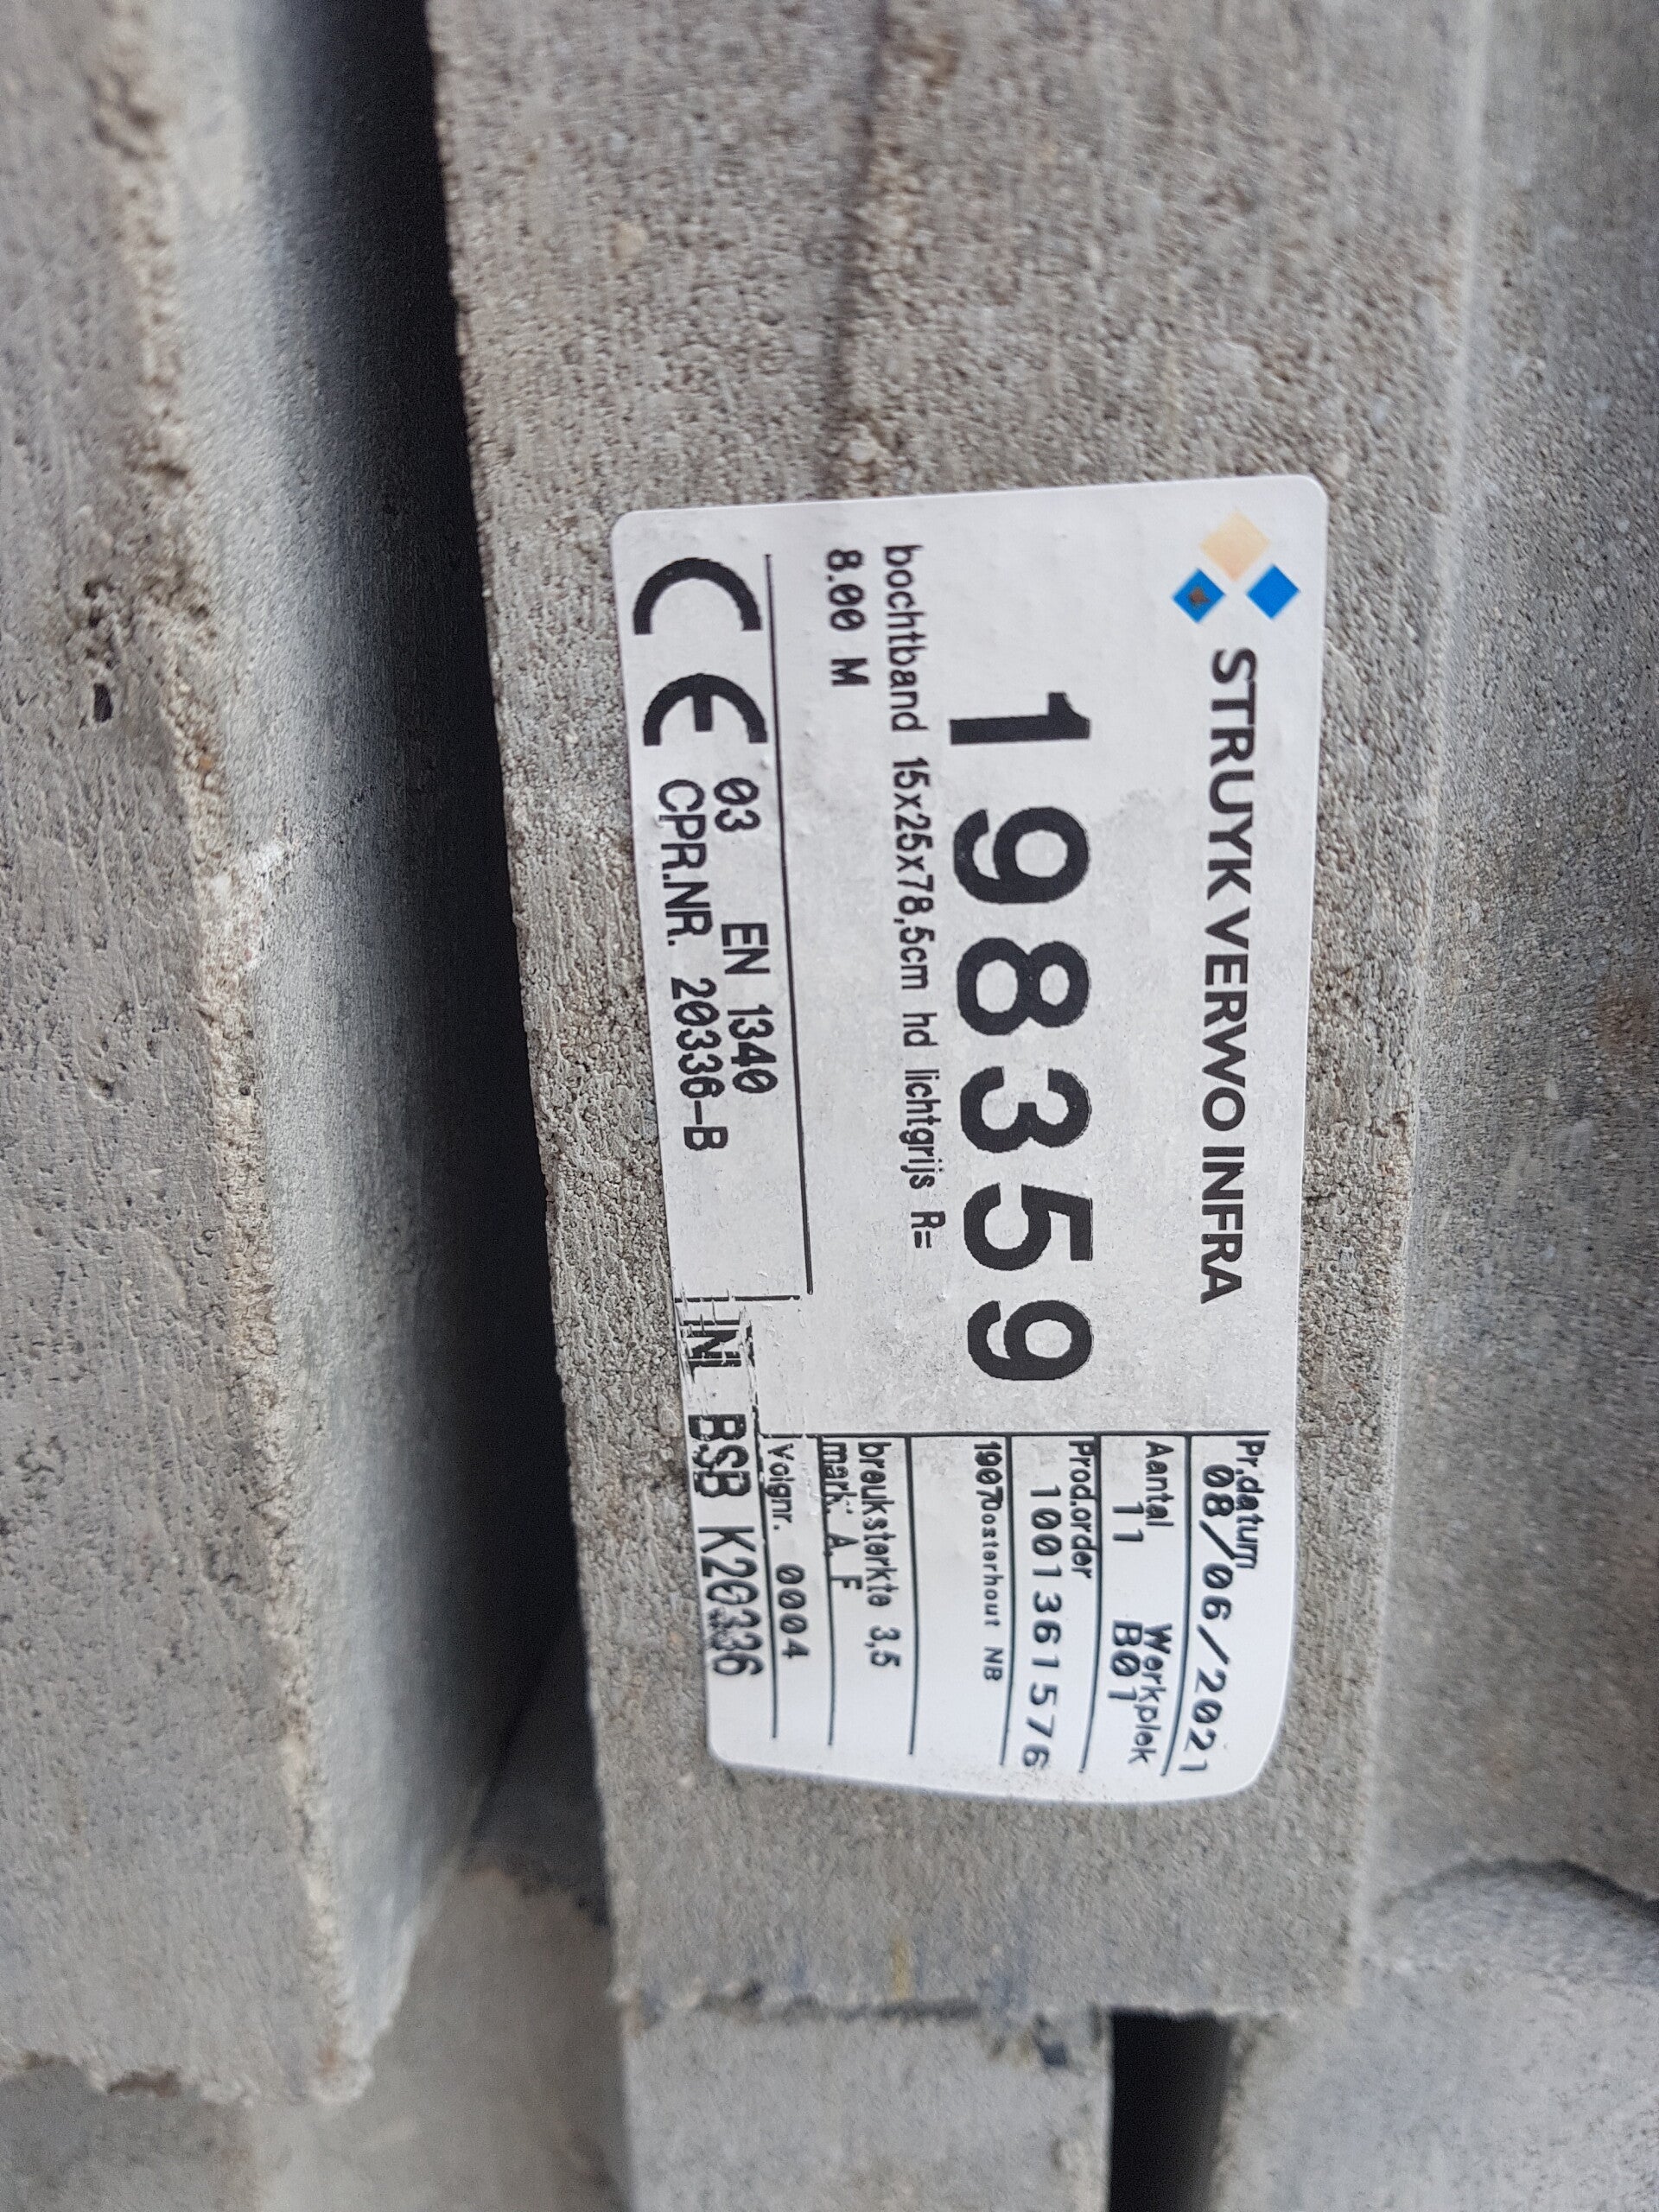 STRUYK VERWO INFRA
198359
bochtband 15x25x78,5cm hd lichtgrijs R=
8.00 M
CE 03 EN 1340
CPR.NR. 20336-B
Pr.datum
08/06/2021
Aantal Werkplek
11 B01
Prod.order
1001361576
1907Oosterhout NB
breuksterkte 3,5
mark: A, F
Volgnr. 0004
NL BSB K20336